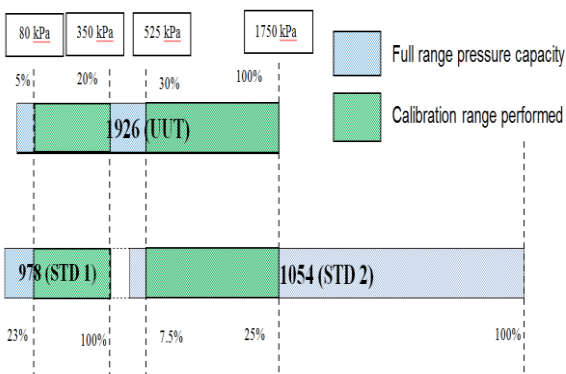 80 kPa
350 kPa
525 kPa
1750 kPa
5%
20%
30%
100%
Full range pressure capacity
Calibration range performed
1926 (UUT)
978 (STD 1)
1054 (STD 2)
23%
100%
7.5%
25%
100%